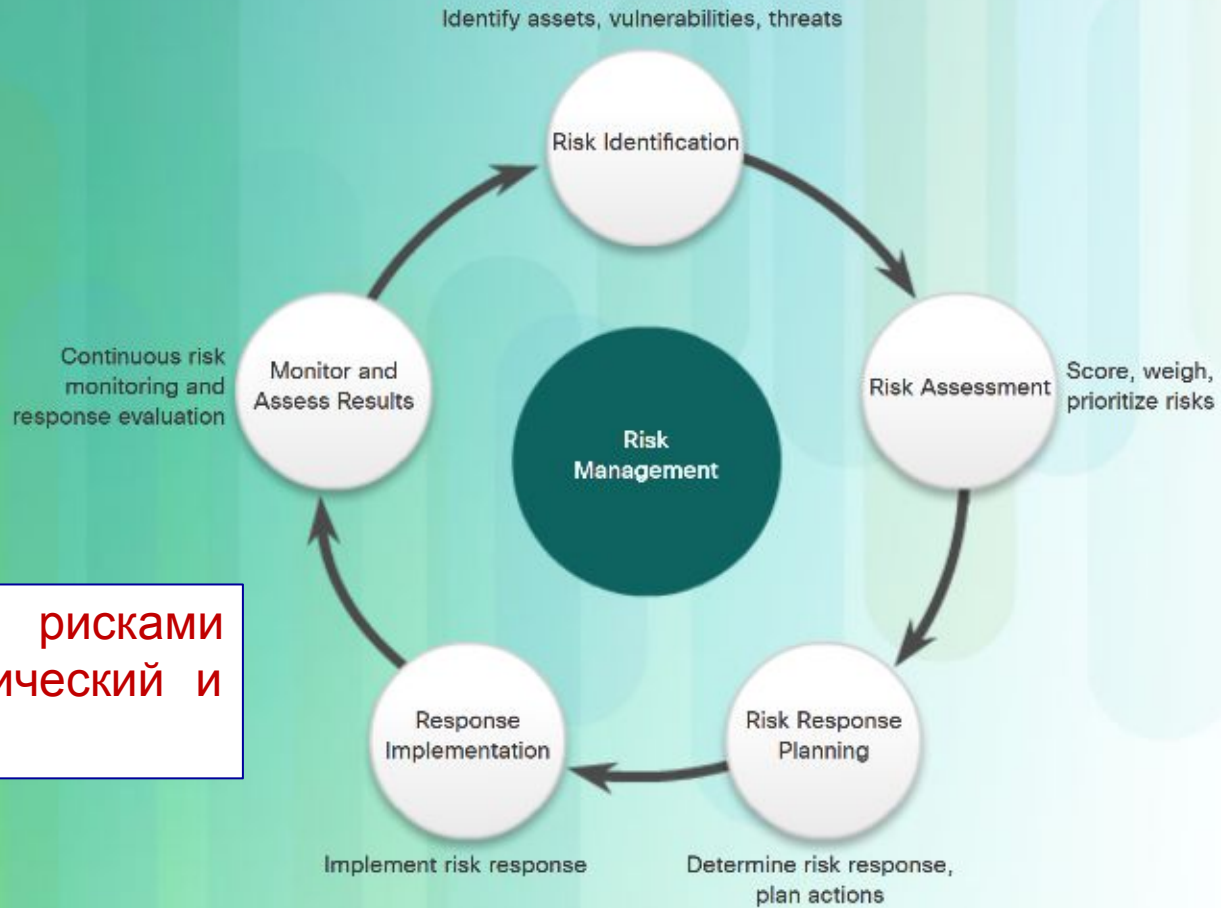 Identify assets, vulnerabilities, threats
Risk Identification
Risk Assessment
Score, weigh,
prioritize risks
Risk Response
Planning
Determine risk response,
plan actions
Response
Implementation
Implement risk response
Monitor and
Assess Results
Continuous risk
monitoring and
response evaluation
Risk
Management
рисками
ический и